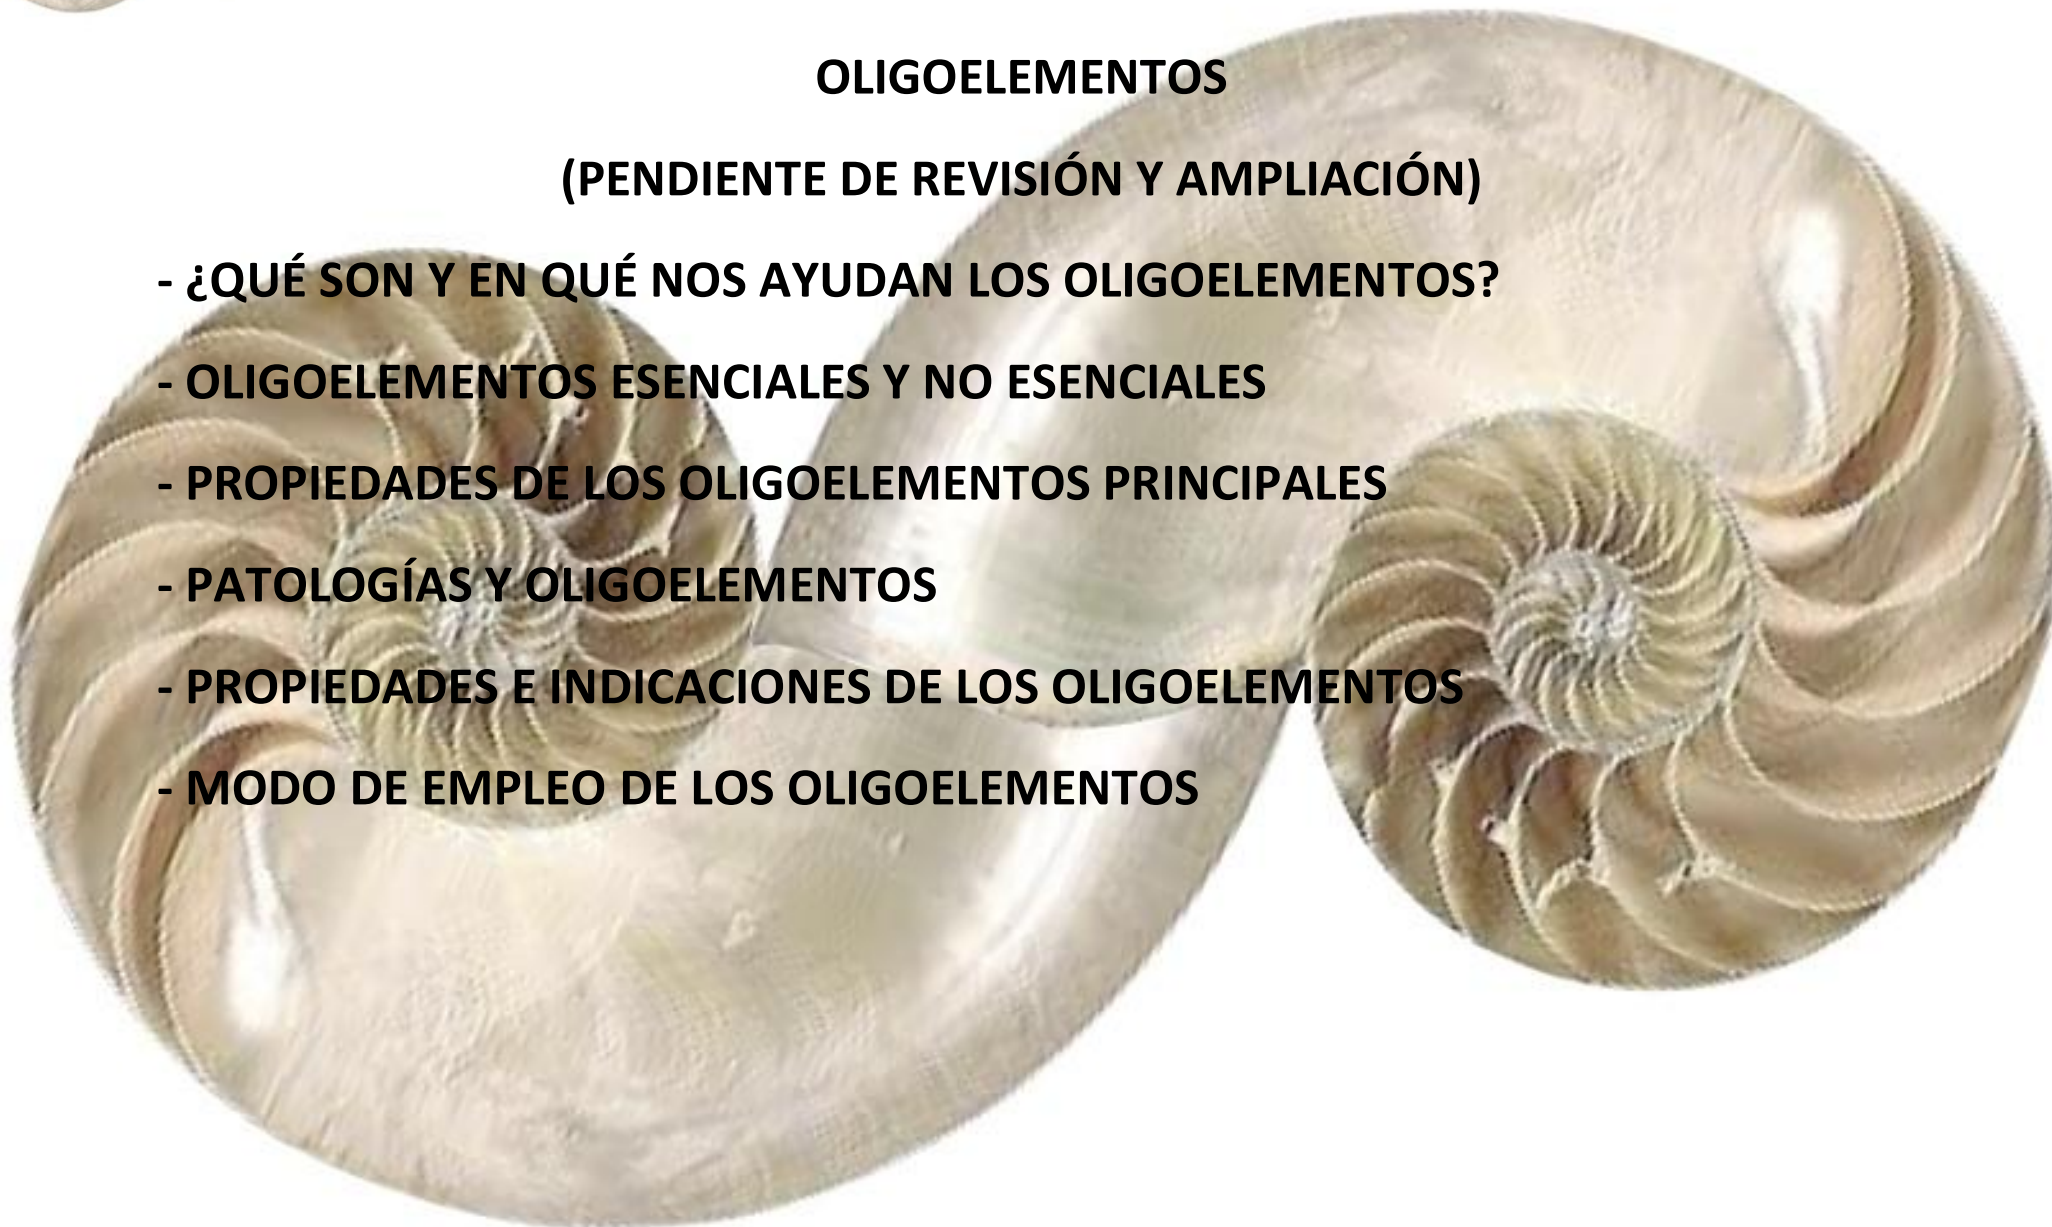 OLIGOELEMENTOS
(PENDIENTE DE REVISIÓN Y AMPLIACIÓN)
- ¿QUÉ SON Y EN QUÉ NOS AYUDAN LOS OLIGOELEMENTOS?
- OLIGOELEMENTOS ESENCIALES Y NO ESENCIALES
- PROPIEDADES DE LOS OLIGOELEMENTOS PRINCIPALES
- PATOLOGÍAS Y OLIGOELEMENTOS
- PROPIEDADES E INDICACIONES DE LOS OLIGOELEMENTOS
- MODO DE EMPLEO DE LOS OLIGOELEMENTOS